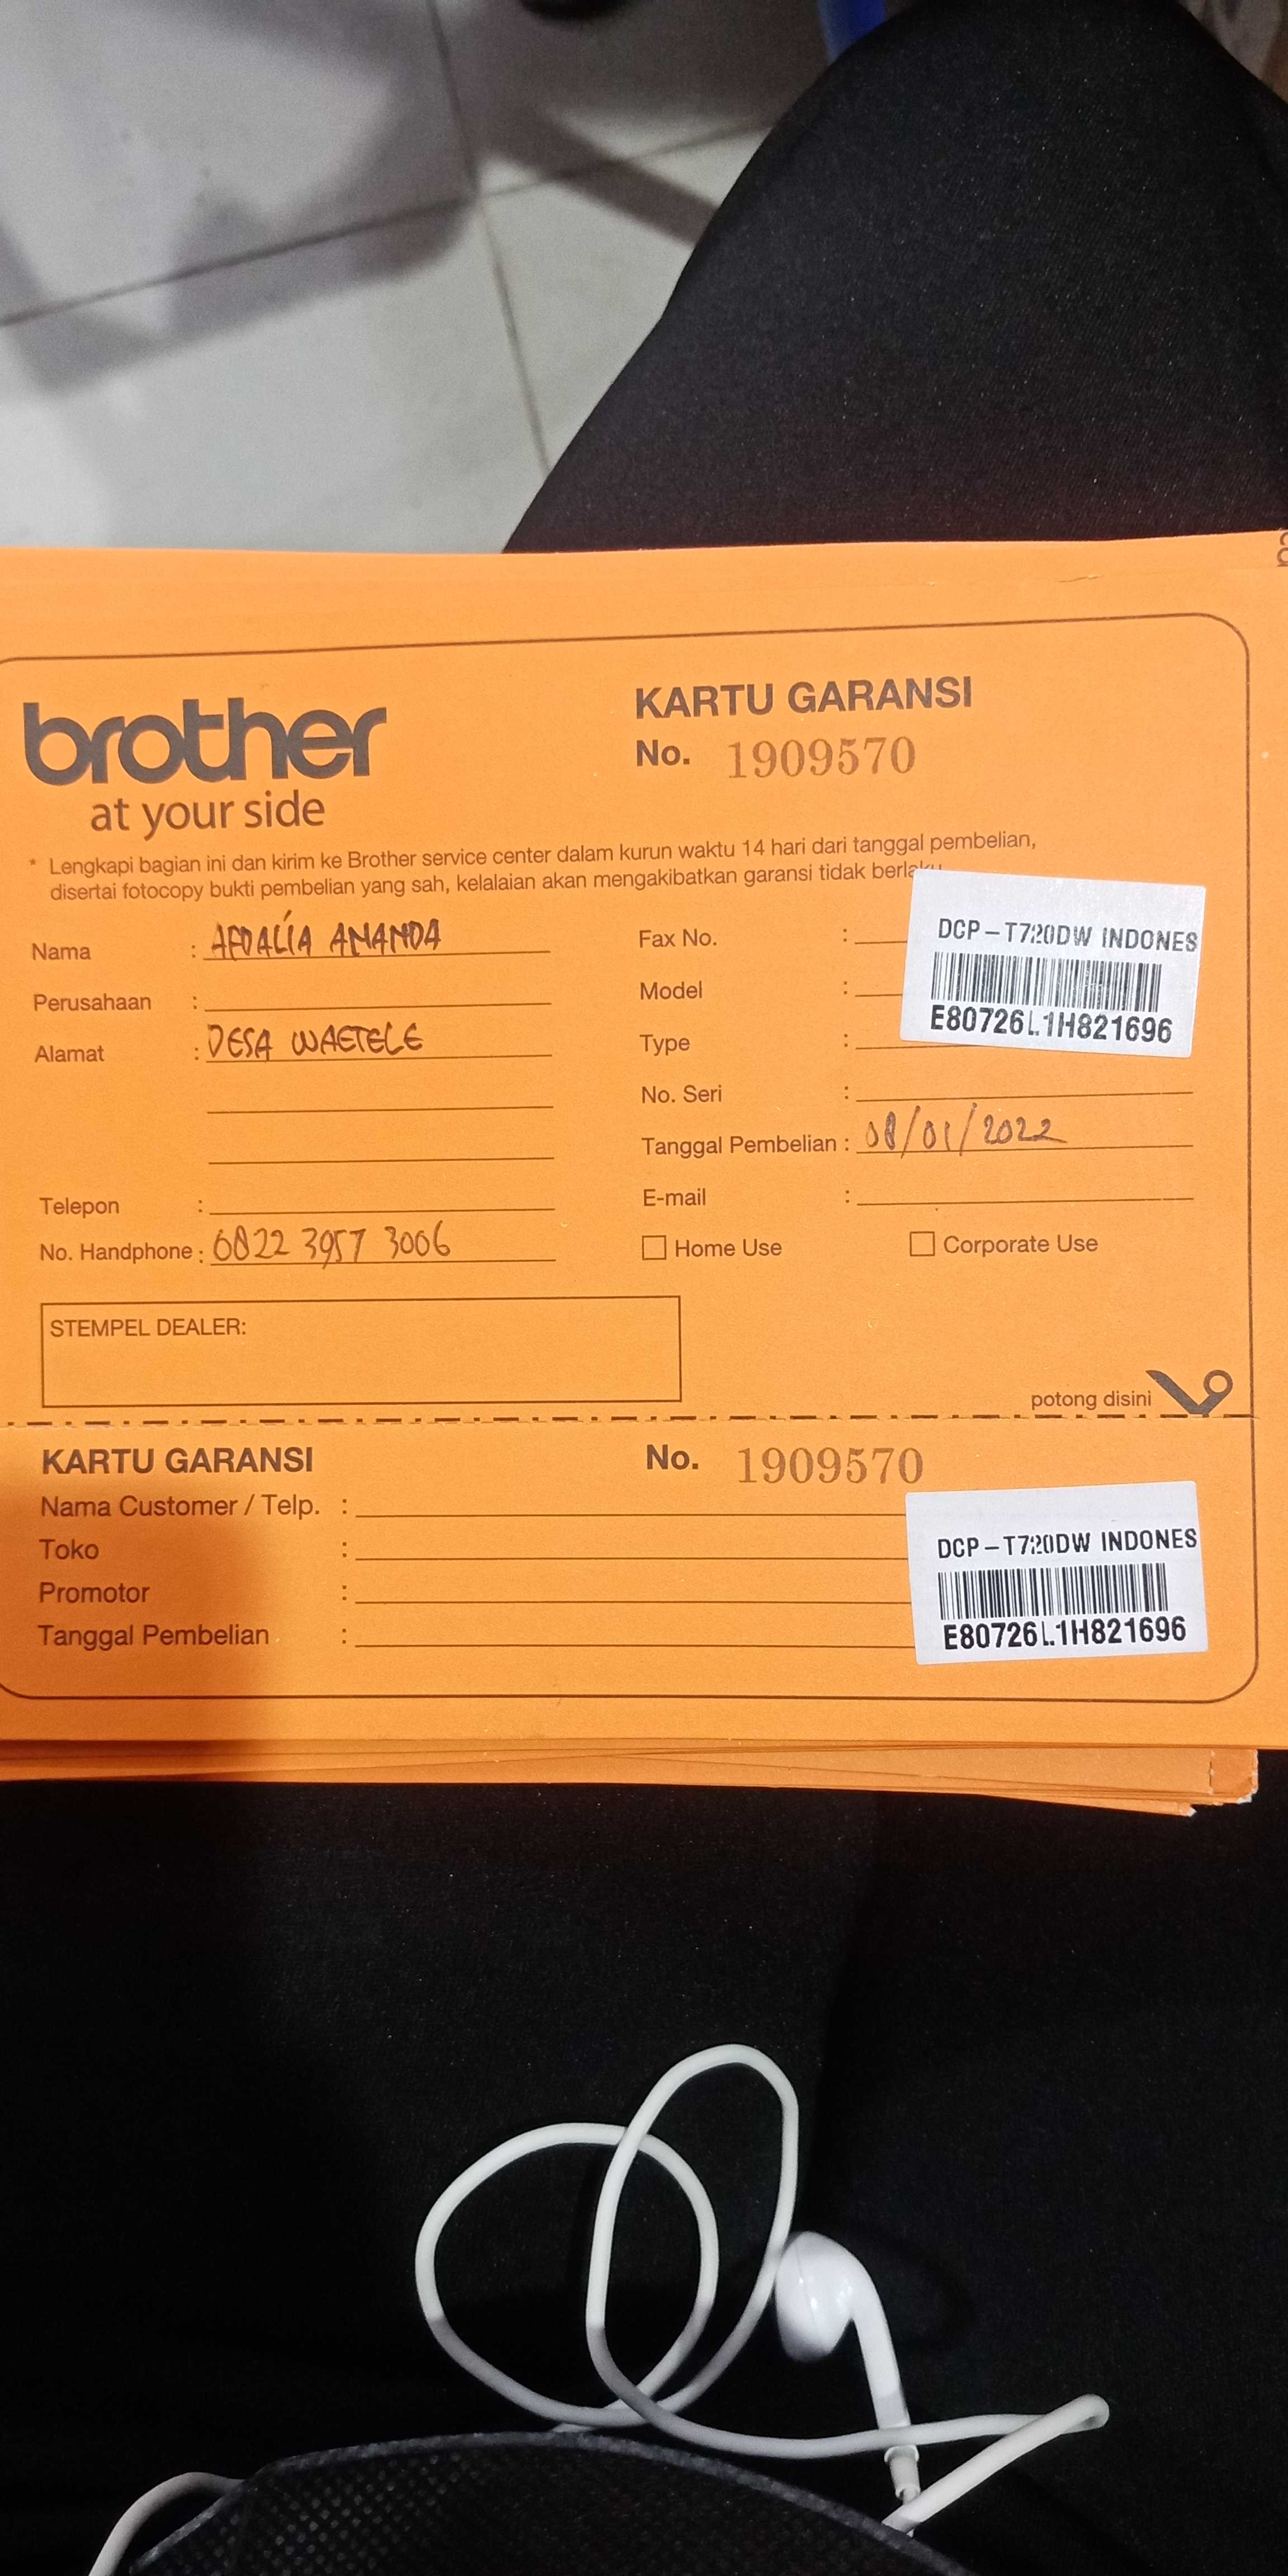 brother
at your side
KARTU GARANSI
No. 1909570
* Lengkapi bagian ini dan kirim ke Brother service center dalam kurun waktu 14 hari dari tanggal pembelian,
disertai fotocopy bukti pembelian yang sah, kelalaian akan mengakibatkan garansi tidak berlaku
Nama : AFDALIA ANANDA
Perusahaan :
Alamat : DESA WAETELE
Telepon :
No. Handphone : 0822 3957 3006
Fax No. :
Model :
Type :
No. Seri :
Tanggal Pembelian : 08/01/2022
E-mail :
Home Use
Corporate Use
DCP-T720DW INDONES
E80726L1H821696
STEMPEL DEALER:
potong disini
KARTU GARANSI
No. 1909570
Nama Customer / Telp. :
Toko :
Promotor :
Tanggal Pembelian :
DCP-T720DW INDONES
E80726L1H821696